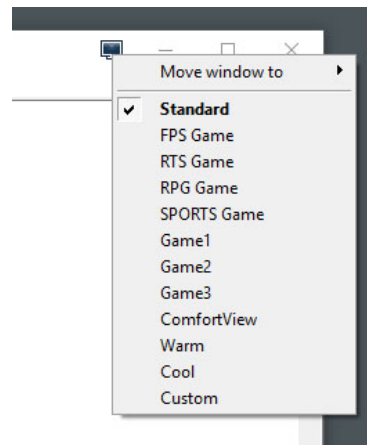 Move window to
Standard
FPS Game
RTS Game
RPG Game
SPORTS Game
Game1
Game2
Game3
ComfortView
Warm
Cool
Custom